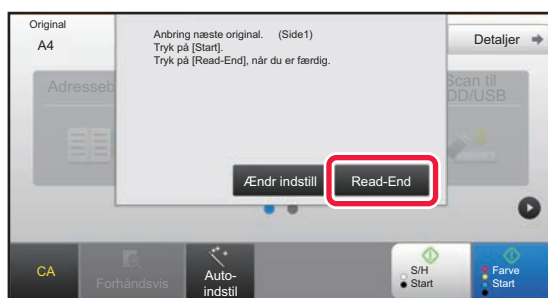 Original
A4
Anbring næste original. (Side1)
Tryk på [Start].
Tryk på [Read-End], når du er færdig.
Detaljer
Adresseb
Scan til
DD/USB
Ændr indstill
Read-End
CA
Forhåndsvis
Auto-
indstil
S/H
Start
Farve
Start